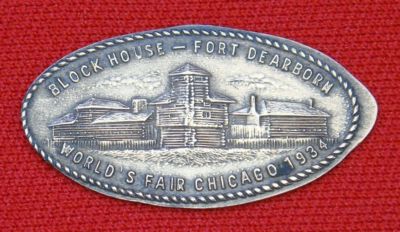 BLOCK HOUSE — FORT DEARBORN
WORLD'S FAIR CHICAGO 1934